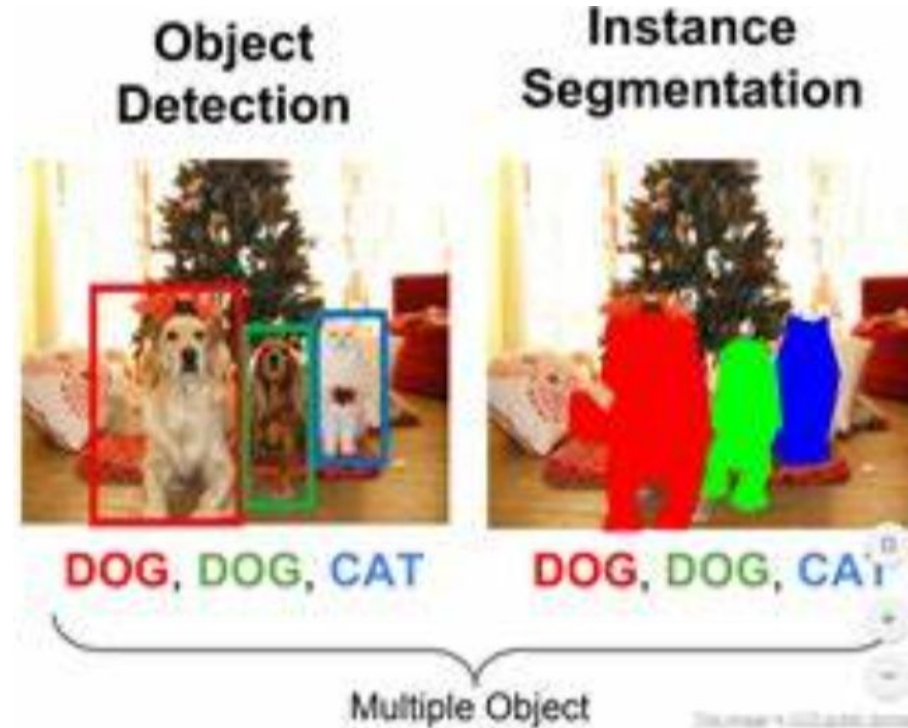 Object
Detection
Instance
Segmentation
DOG, DOG, CAT
DOG, DOG, CAT
Multiple Object